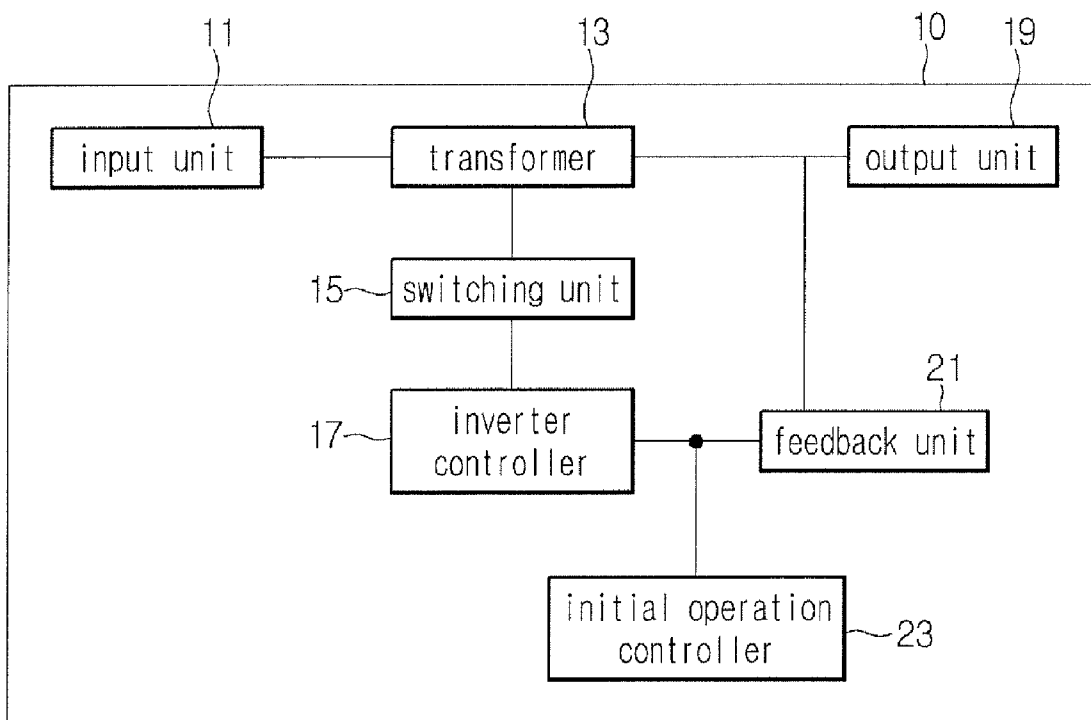 11
13
10
19
input unit
transformer
output unit
15
switching unit
21
17
inverter
controller
feedback unit
initial operation
controller
23